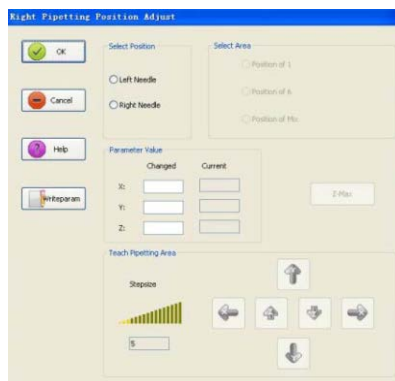 Right Pipetting Position Adjust
OK
Cancel
Help
Writeparam
Select Position
Left Needle
Right Needle
Select Area
Position of 1
Position of 6
Position of Mix
Parameter Value
Changed Current
X:
Y:
Z:
Z-Max
Teach Pipetting Area
Stepsize
5